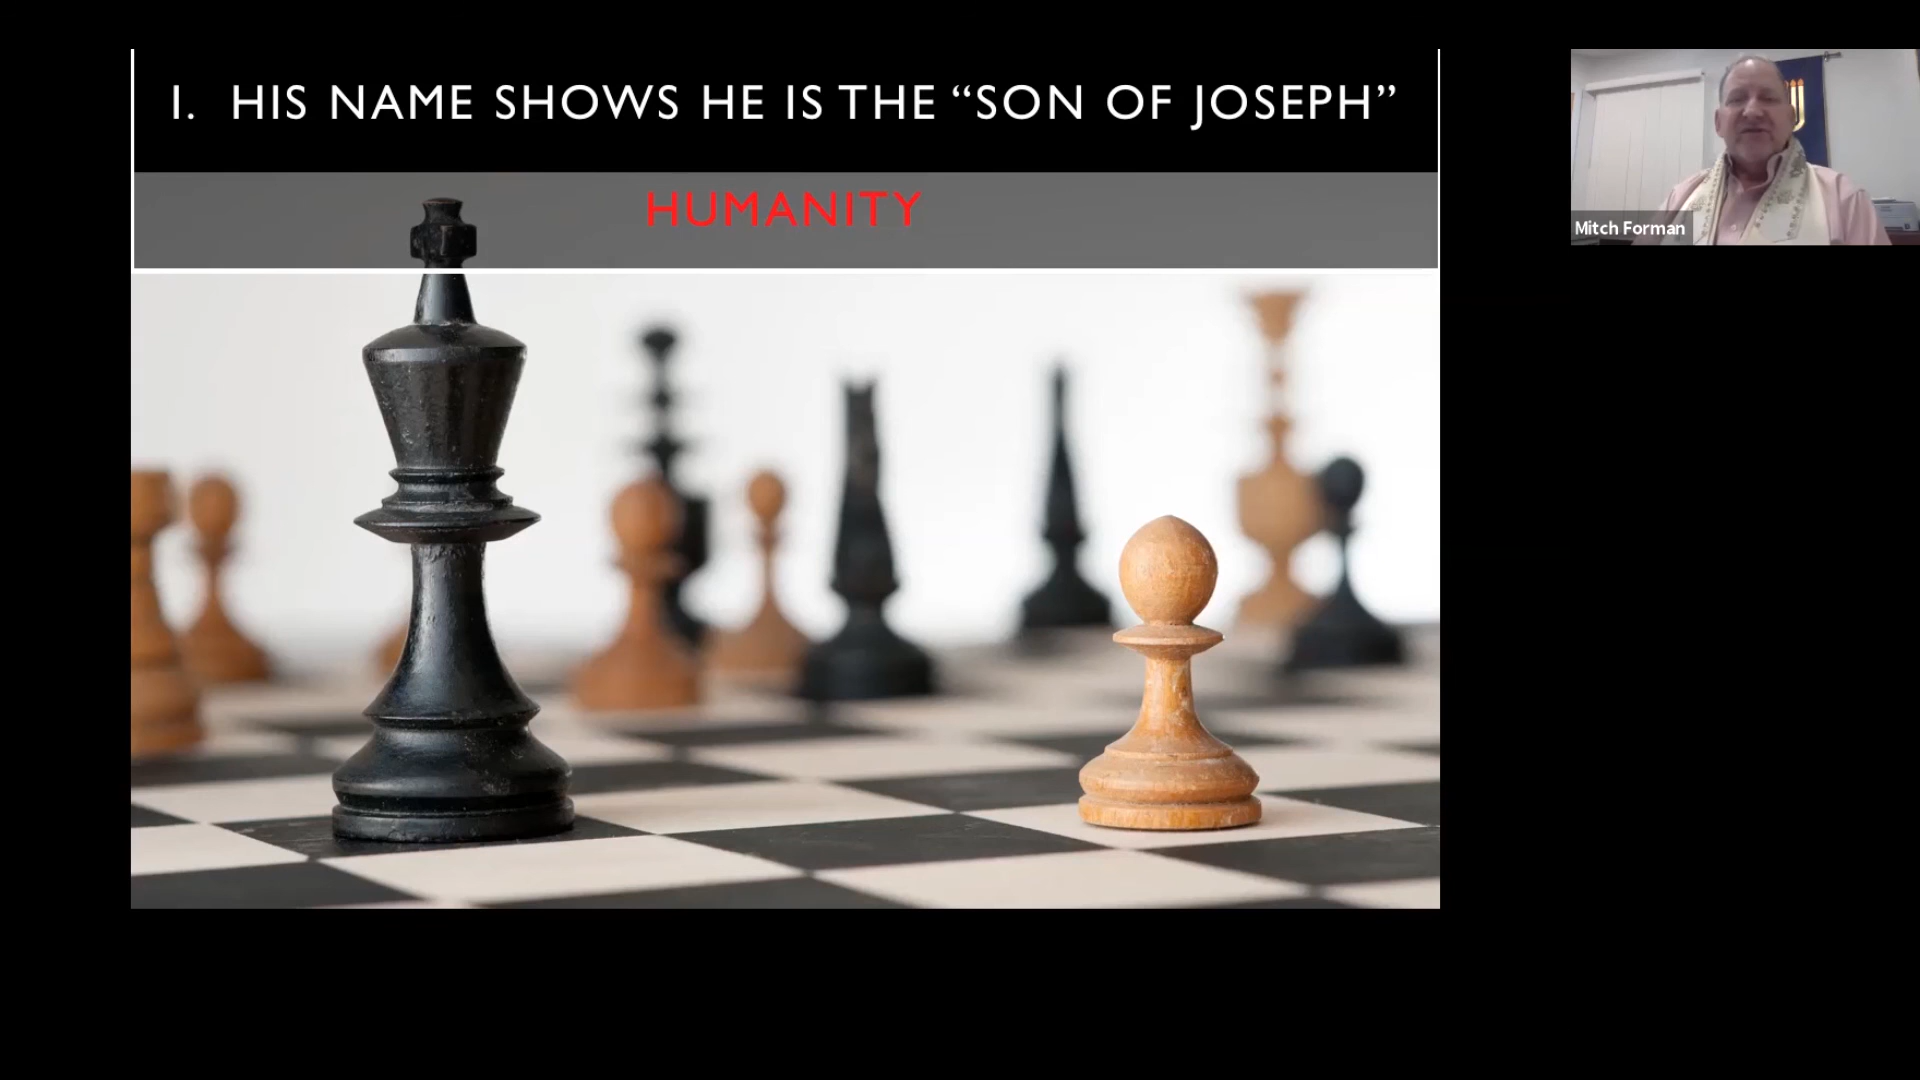 I. HIS NAME SHOWS HE IS THE “SON OF JOSEPH”
HUMANITY
Mitch Forman